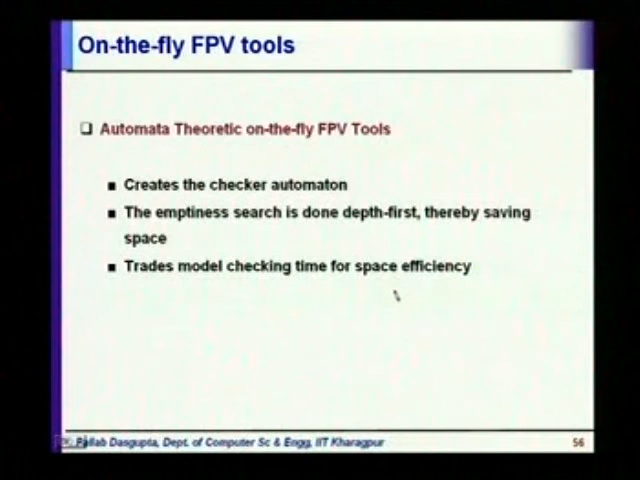 On-the-fly FPV tools
Automata Theoretic on-the-fly FPV Tools
Creates the checker automaton
The emptiness search is done depth-first, thereby saving
space
Trades model checking time for space efficiency
Pallab Dasgupta, Dept. of Computer Sc & Engg, IIT Kharagpur
56